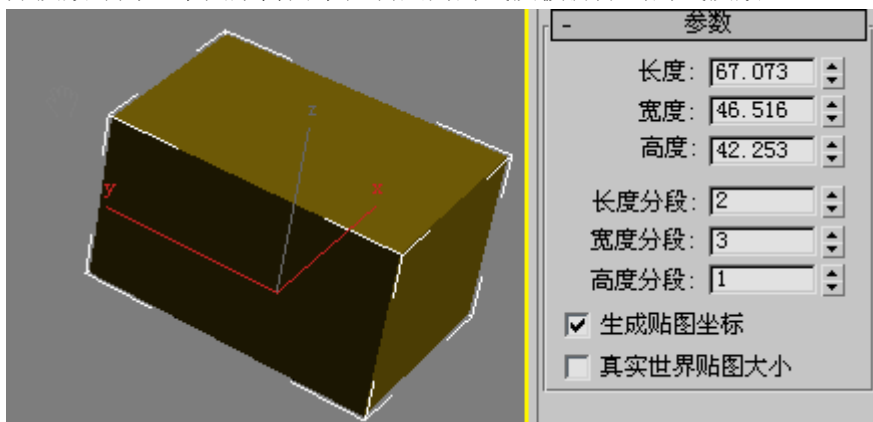 z
y
x
- 参数
长度: 67.073
宽度: 46.516
高度: 42.253
长度分段: 2
宽度分段: 3
高度分段: 1
生成贴图坐标
真实世界贴图大小